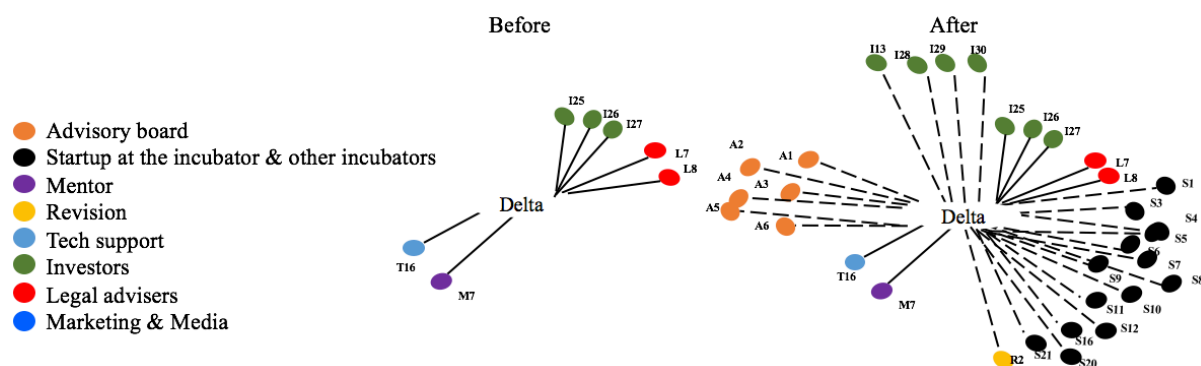 Before
After
Advisory board
Startup at the incubator & other incubators
Mentor
Revision
Tech support
Investors
Legal advisers
Marketing & Media
I25
I26
I27
L7
L8
Delta
T16
M7
I13
I28
I29
I30
I25
I26
I27
L7
L8
A2
A1
A4
A3
A5
A6
Delta
T16
M7
S1
S3
S4
S5
S6
S7
S8
S9
S10
S11
S12
S16
S20
S21
R2